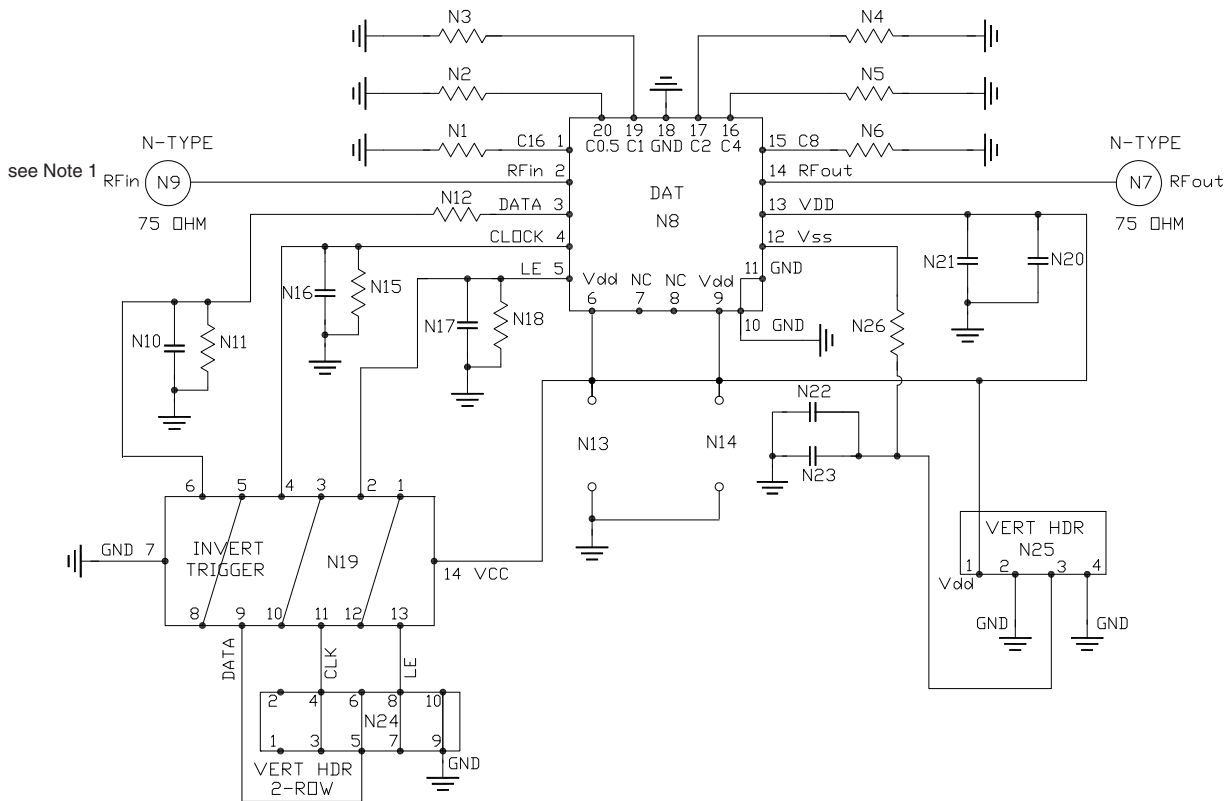 N3
N4
N2
N5
N1
N6
C16 1
20 19 18 17 16
C0.5 C1 GND C2 C4
15 C8
N-TYPE
see Note 1 RFin N9
75 OHM
RFin 2
DAT
N8
14 RFout
N-TYPE
N7 RFout
75 OHM
N12
DATA 3
13 VDD
CLOCK 4
12 Vss
LE 5
11 GND
Vdd NC NC Vdd
6 7 8 9
10 GND
N16
N15
N17
N18
N10
N11
N26
N21
N20
N13
N14
N22
N23
6 5 4 3 2 1
GND 7
INVERT
TRIGGER
N19
14 VCC
8 9 10 11 12 13
VERT HDR
N25
1 2 3 4
Vdd
GND
GND
DATA
CLK
LE
2 4 6 8 10
N24
1 3 5 7 9
GND
VERT HDR
2-ROW